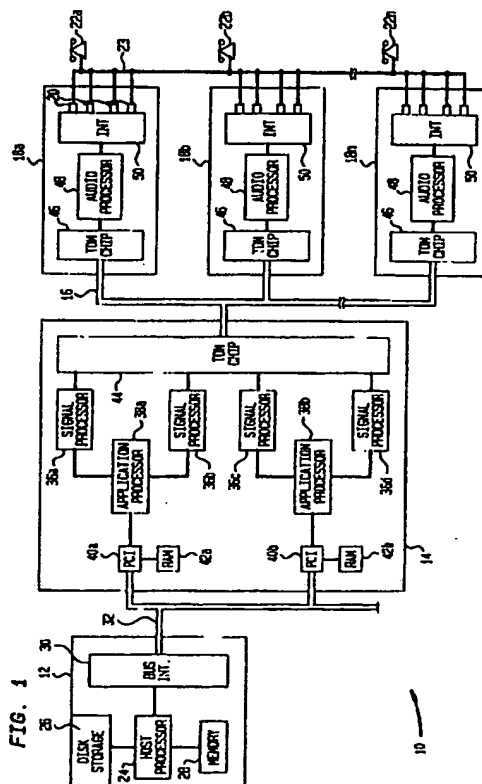 FIG. 1
10
12
26
DISK
STORAGE
24
HOST
PROCESSOR
28
MEMORY
30
BUS
INT.
32
14
40a
PCI
42a
RAM
38a
APPLICATION
PROCESSOR
36a
SIGNAL
PROCESSOR
36b
SIGNAL
PROCESSOR
40b
PCI
42a
RAM
38b
APPLICATION
PROCESSOR
36c
SIGNAL
PROCESSOR
36d
SIGNAL
PROCESSOR
44
TDM
CHIP
16
18a
46
TDM
CHIP
48
AUDIO
PROCESSOR
50
INT
20
22a
23
18b
46
TDM
CHIP
48
AUDIO
PROCESSOR
50
INT
22b
18n
46
TDM
CHIP
48
AUDIO
PROCESSOR
50
INT
22n